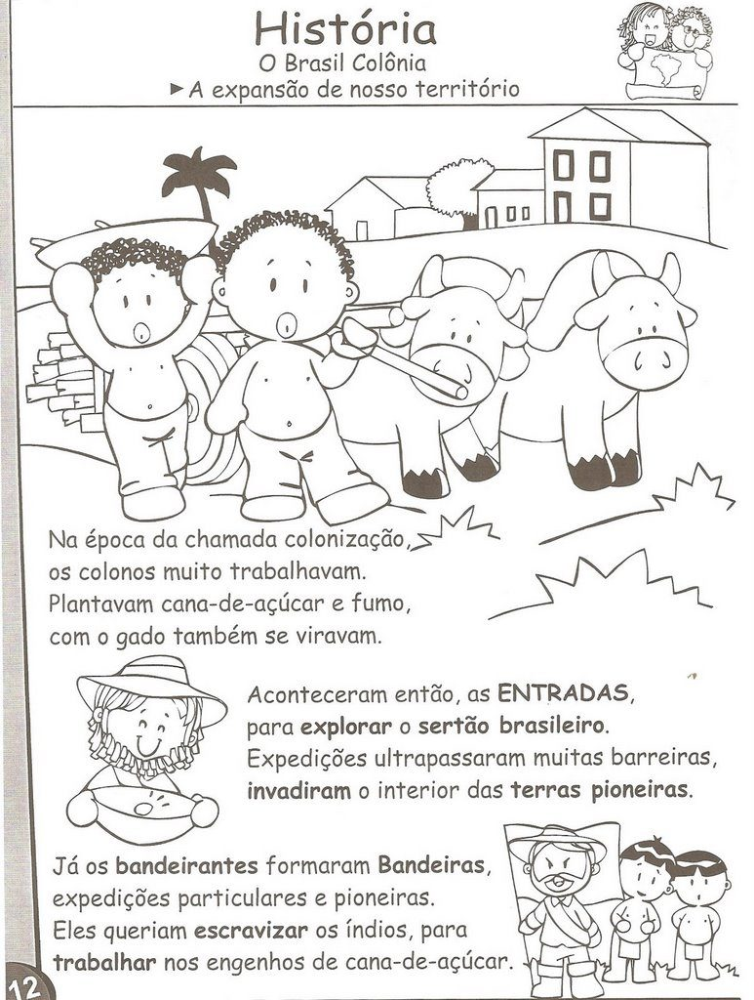 História
O Brasil Colônia
► A expansão de nosso território
Na época da chamada colonização,
os colonos muito trabalhavam.
Plantavam cana-de-açúcar e fumo,
com o gado também se viravam.
Aconteceram então, as ENTRADAS,
para explorar o sertão brasileiro.
Expedições ultrapassaram muitas barreiras,
invadiram o interior das terras pioneiras.
Já os bandeirantes formaram Bandeiras,
expedições particulares e pioneiras.
Eles queriam escravizar os índios, para
trabalhar nos engenhos de cana-de-açúcar.
12